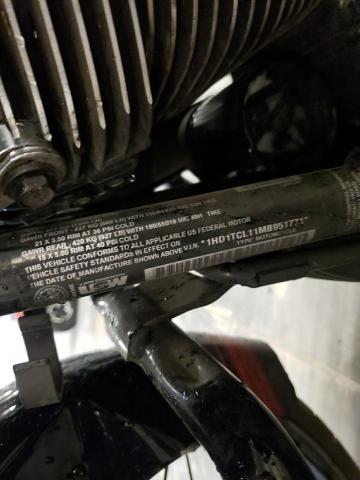 GAWR FRONT - 227 KG (500 LB) WITH 130/60B21 M/C 63H TIRE
21 X 3.50 RIM AT 36 PSI COLD
GAWR REAR - 420 KG (927 LB) WITH 180/55B18 M/C 80H TIRE
18 X 5.00 RIM AT 40 PSI COLD
THIS VEHICLE CONFORMS TO ALL APPLICABLE US FEDERAL MOTOR
VEHICLE SAFETY STANDARDS IN EFFECT ON *1HD1TCL11MB951771*
THE DATE OF MANUFACTURE SHOWN ABOVE V.I.N. TYPE: MOTORCYCLE